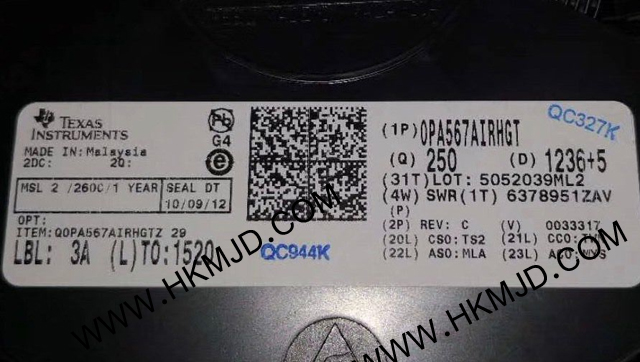 TEXAS
INSTRUMENTS
MADE IN: Malaysia
2DC: 2Q:
MSL 2 /260C/1 YEAR
SEAL DT
10/09/12
OPT:
ITEM:QOPA567AIRHGTZ 29
LBL: 3A (L)TO:1520
Pb
G4
e
QC944K
QC327K
(1P) OPA567AIRHGT
(Q) 250 (D) 1236+5
(31T)LOT: 5052039ML2
(4W) SWR(1T) 6378951ZAV
(P)
(2P) REV: C (V) 0033317
(20L) CSO:TS2 (21L) CCO:
(22L) ASO:MLA (23L)
WWW.HKMJD.COM
WWW.HKMJD.COM
WWW.HKMJD.COM